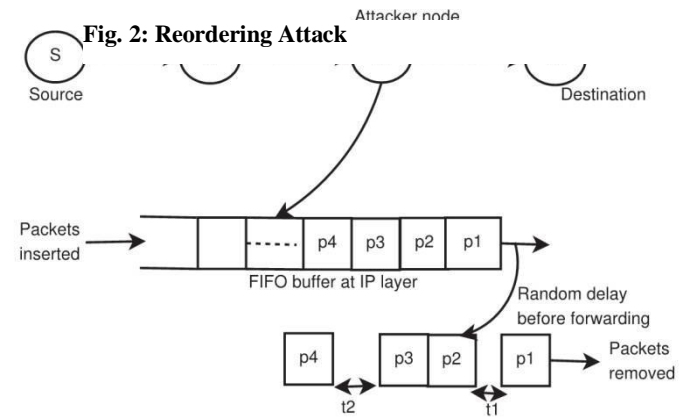 Attacker node
Fig. 2: Reordering Attack
S
Source
Destination
Packets
inserted
p4 p3 p2 p1
FIFO buffer at IP layer
Random delay
before forwarding
p4 p3 p2 p1
Packets
removed
t2 t1